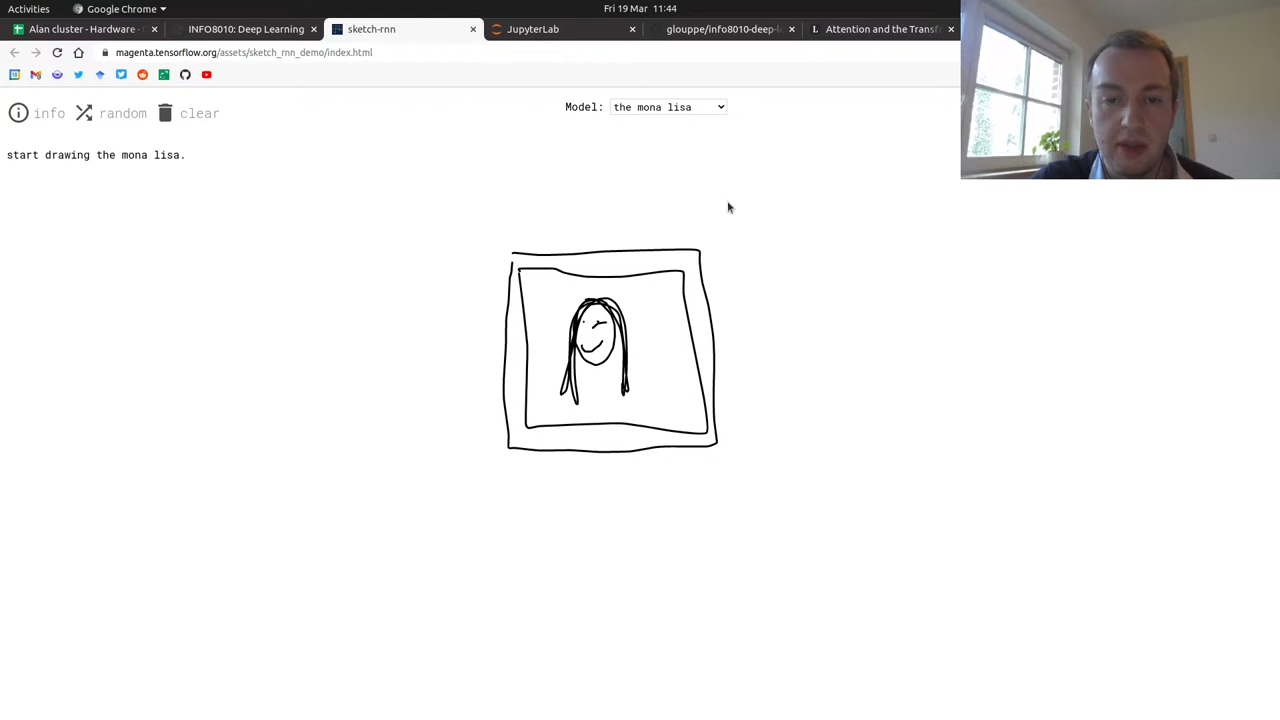 Activities
Google Chrome
Fri 19 Mar 11:44
Alan cluster - Hardware -
INFO8010: Deep Learning
sketch-rnn
JupyterLab
glouppe/info8010-deep-l
Attention and the Transf
magenta.tensorflow.org/assets/sketch_rnn_demo/index.html
info
random
clear
Model:
the mona lisa
start drawing the mona lisa.